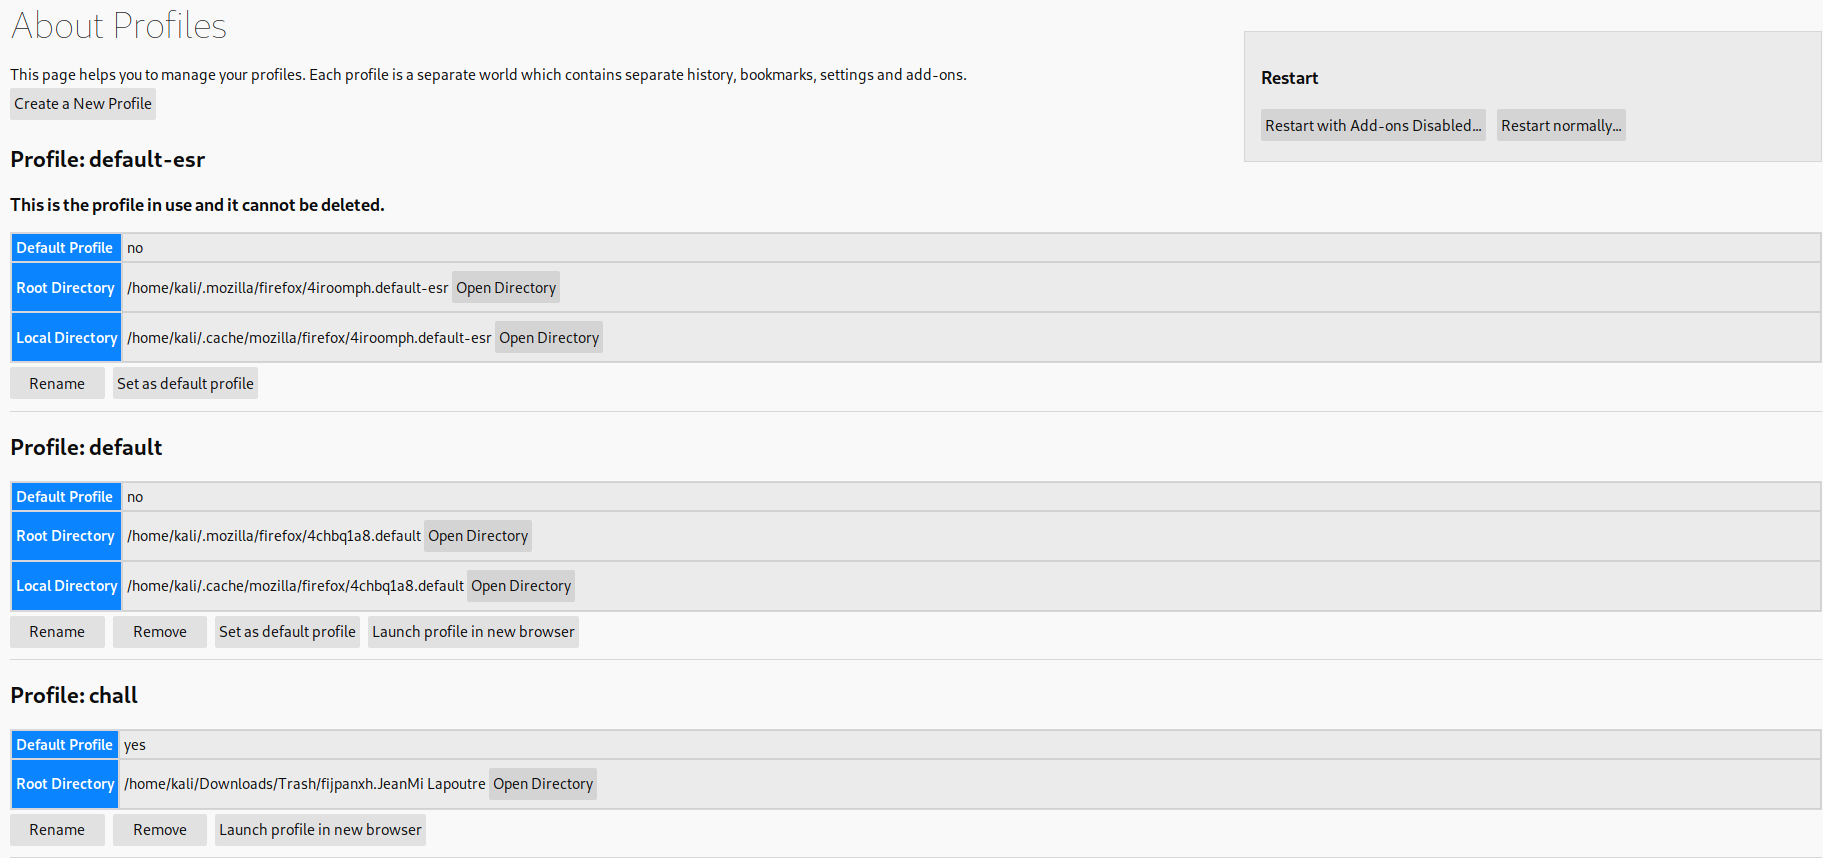 About Profiles
This page helps you to manage your profiles. Each profile is a separate world which contains separate history, bookmarks, settings and add-ons.
Create a New Profile
Restart
Restart with Add-ons Disabled... Restart normally...
Profile: default-esr
This is the profile in use and it cannot be deleted.
Default Profile no
Root Directory /home/kali/.mozilla/firefox/4iroomph.default-esr Open Directory
Local Directory /home/kali/.cache/mozilla/firefox/4iroomph.default-esr Open Directory
Rename Set as default profile
Profile: default
Default Profile no
Root Directory /home/kali/.mozilla/firefox/4chbq1a8.default Open Directory
Local Directory /home/kali/.cache/mozilla/firefox/4chbq1a8.default Open Directory
Rename Remove Set as default profile Launch profile in new browser
Profile: chall
Default Profile yes
Root Directory /home/kali/Downloads/Trash/fijpanxh.JeanMi Lapoutre Open Directory
Rename Remove Launch profile in new browser